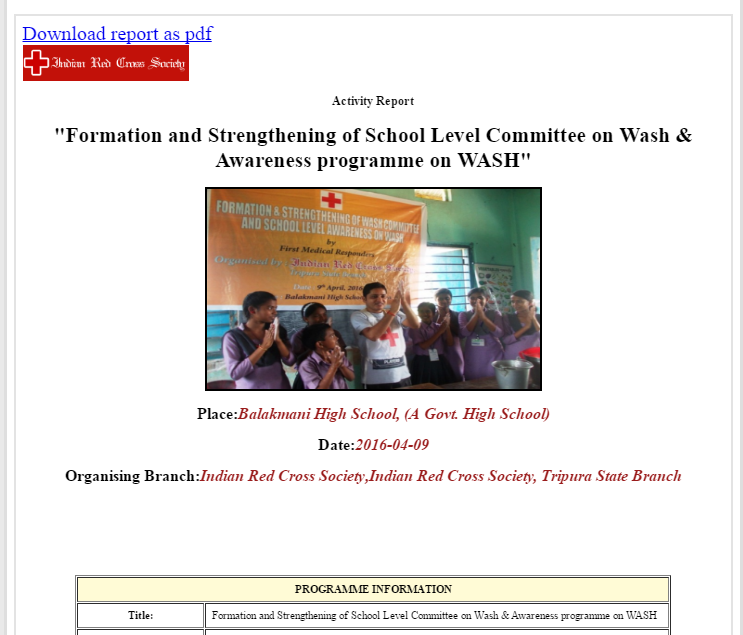 Download report as pdf
Indian Red Cross Society
Activity Report
"Formation and Strengthening of School Level Committee on Wash &
Awareness programme on WASH"
FORMATION & STRENGTHENING OF WASH COMMITTEE
AND SCHOOL LEVEL AWARENESS ON WASH
by
First Medical Responders
Organised by : Indian Red Cross
Date : 9th April, 2016
Balakmani High School
Place:Balakmani High School, (A Govt. High School)
Date:2016-04-09
Organising Branch:Indian Red Cross Society,Indian Red Cross Society, Tripura State Branch
PROGRAMME INFORMATION
Title: Formation and Strengthening of School Level Committee on Wash & Awareness programme on WASH